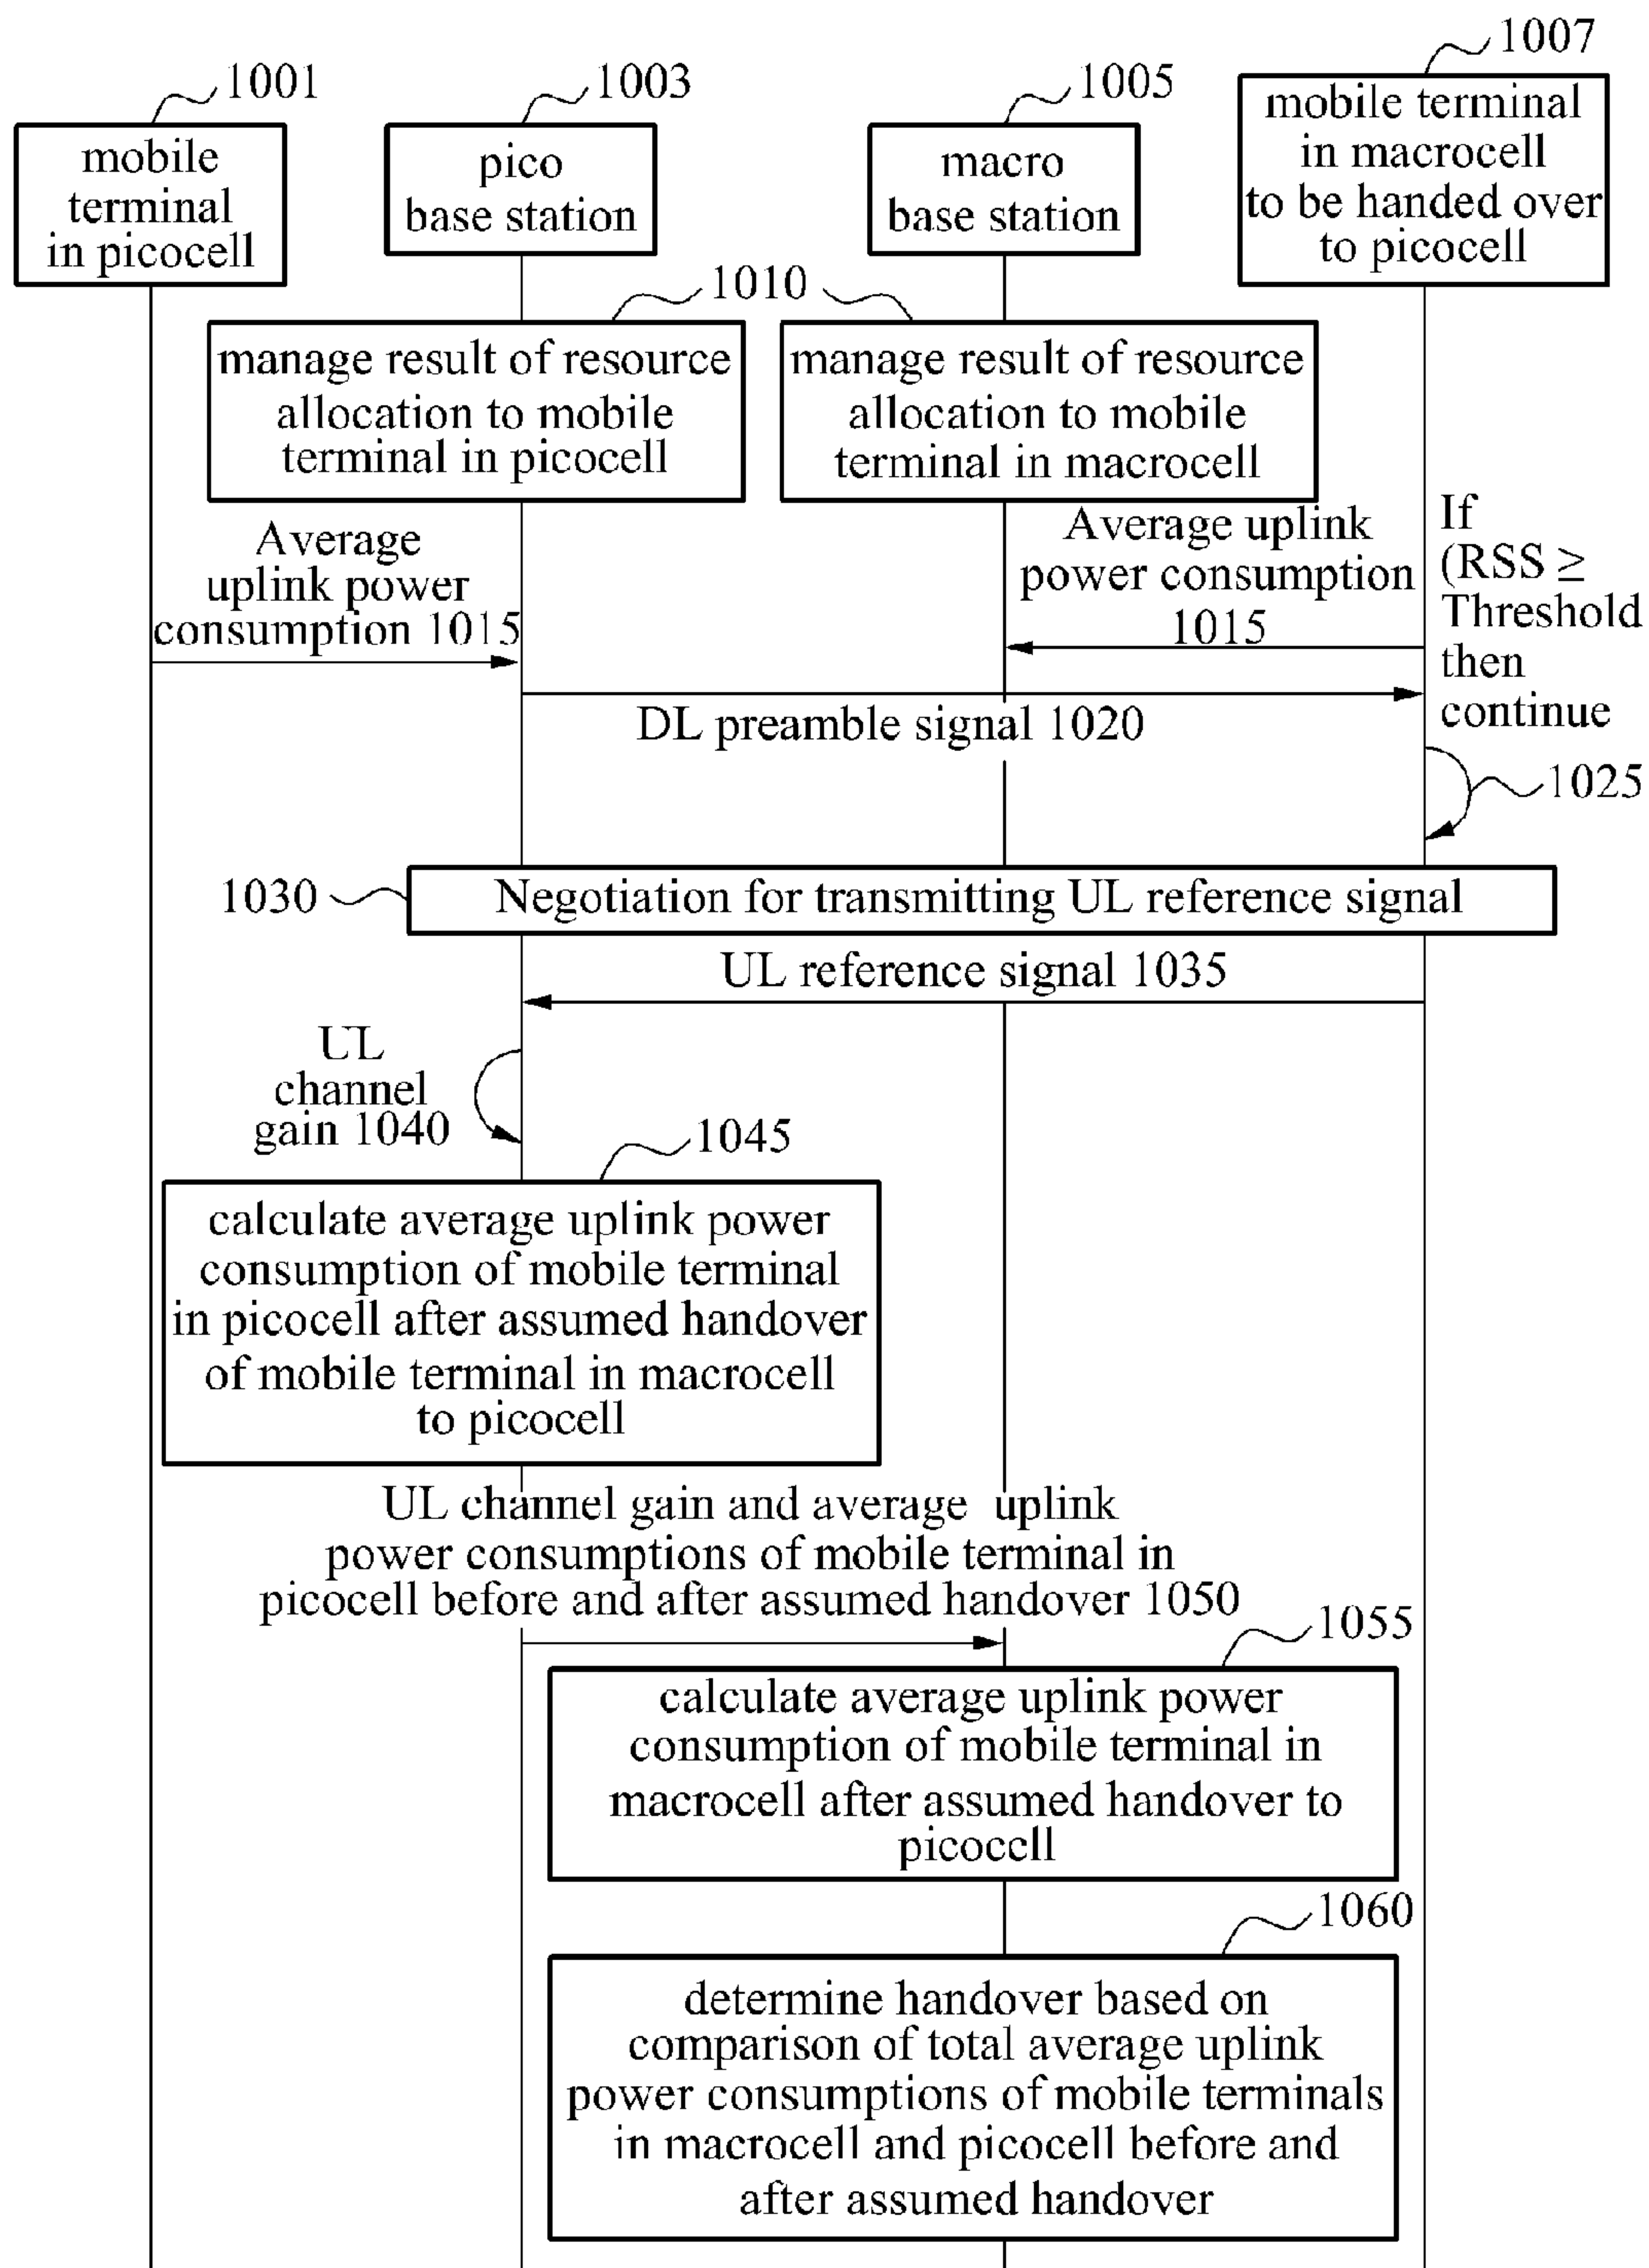 1001
mobile
terminal
in picocell
1003
pico
base station
1005
macro
base station
1007
mobile terminal
in macrocell
to be handed over
to picocell
1010
manage result of resource
allocation to mobile
terminal in picocell
manage result of resource
allocation to mobile
terminal in macrocell
Average
uplink power
consumption 1015
Average uplink
power consumption
1015
If
(RSS ≥
Threshold
then
continue
DL preamble signal 1020
1025
1030
Negotiation for transmitting UL reference signal
UL reference signal 1035
UL
channel
gain 1040
1045
calculate average uplink power
consumption of mobile terminal
in picocell after assumed handover
of mobile terminal in macrocell
to picocell
UL channel gain and average uplink
power consumptions of mobile terminal in
picocell before and after assumed handover 1050
1055
calculate average uplink power
consumption of mobile terminal in
macrocell after assumed handover to
picocell
1060
determine handover based on
comparison of total average uplink
power consumptions of mobile terminals
in macrocell and picocell before and
after assumed handover